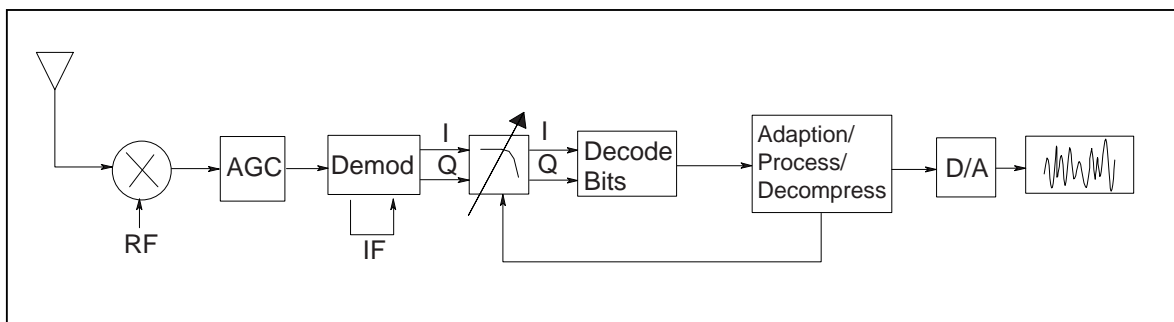 RF
AGC
Demod
IF
I
Q
I
Q
Decode
Bits
Adaption/
Process/
Decompress
D/A